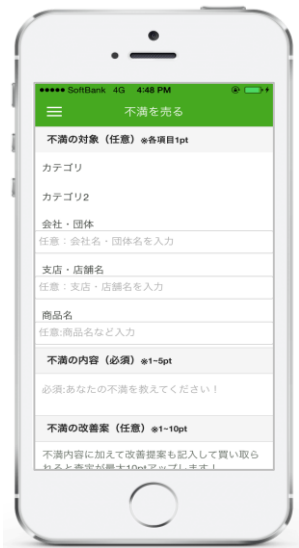 SoftBank 4G 4:48 PM
不満を売る
不満の対象（任意）※各項目1pt
カテゴリ
カテゴリ2
会社・団体
任意：会社名・団体名を入力
支店・店舗名
任意：支店・店舗名を入力
商品名
任意:商品名など入力
不満の内容（必須）※1~5pt
必須:あなたの不満を教えてください！
不満の改善案（任意）※1~10pt
不満内容に加えて改善提案も記入して買い取ら
れると査定が最大10ptアップします！